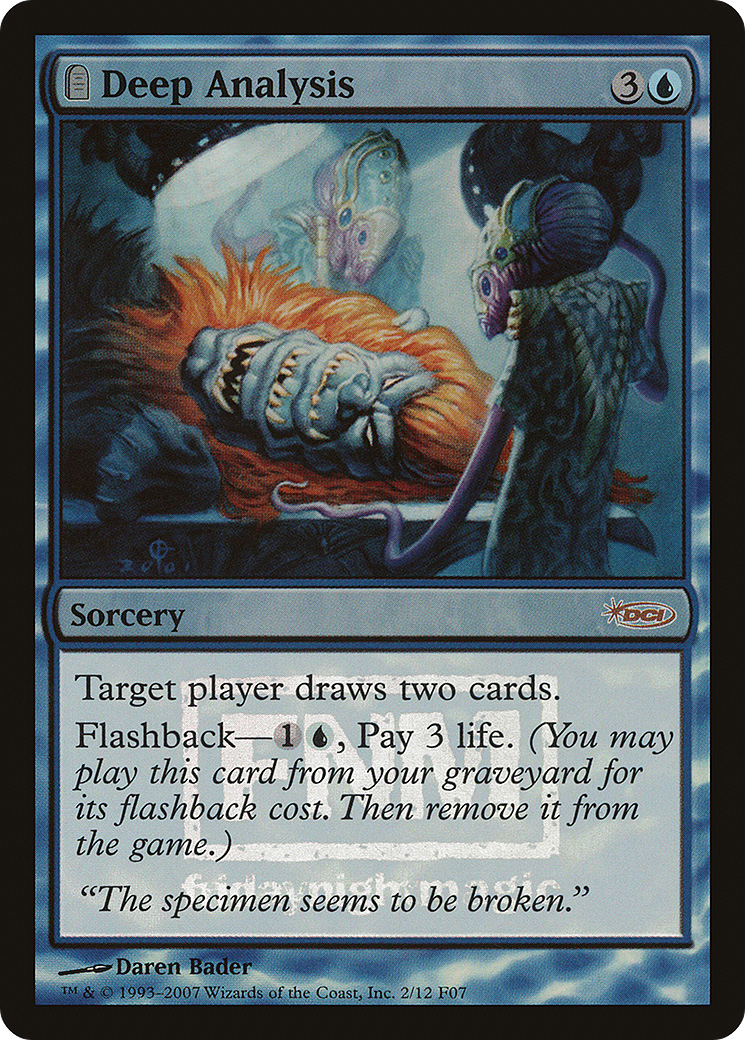 Deep Analysis 3
Sorcery DCI
Target player draws two cards.
Flashback—1, Pay 3 life. (You may
play this card from your graveyard for
its flashback cost. Then remove it from
the game.)
FNM
fridaynightmagic
“The specimen seems to be broken.”
Daren Bader
™ & © 1993–2007 Wizards of the Coast, Inc. 2/12 F07